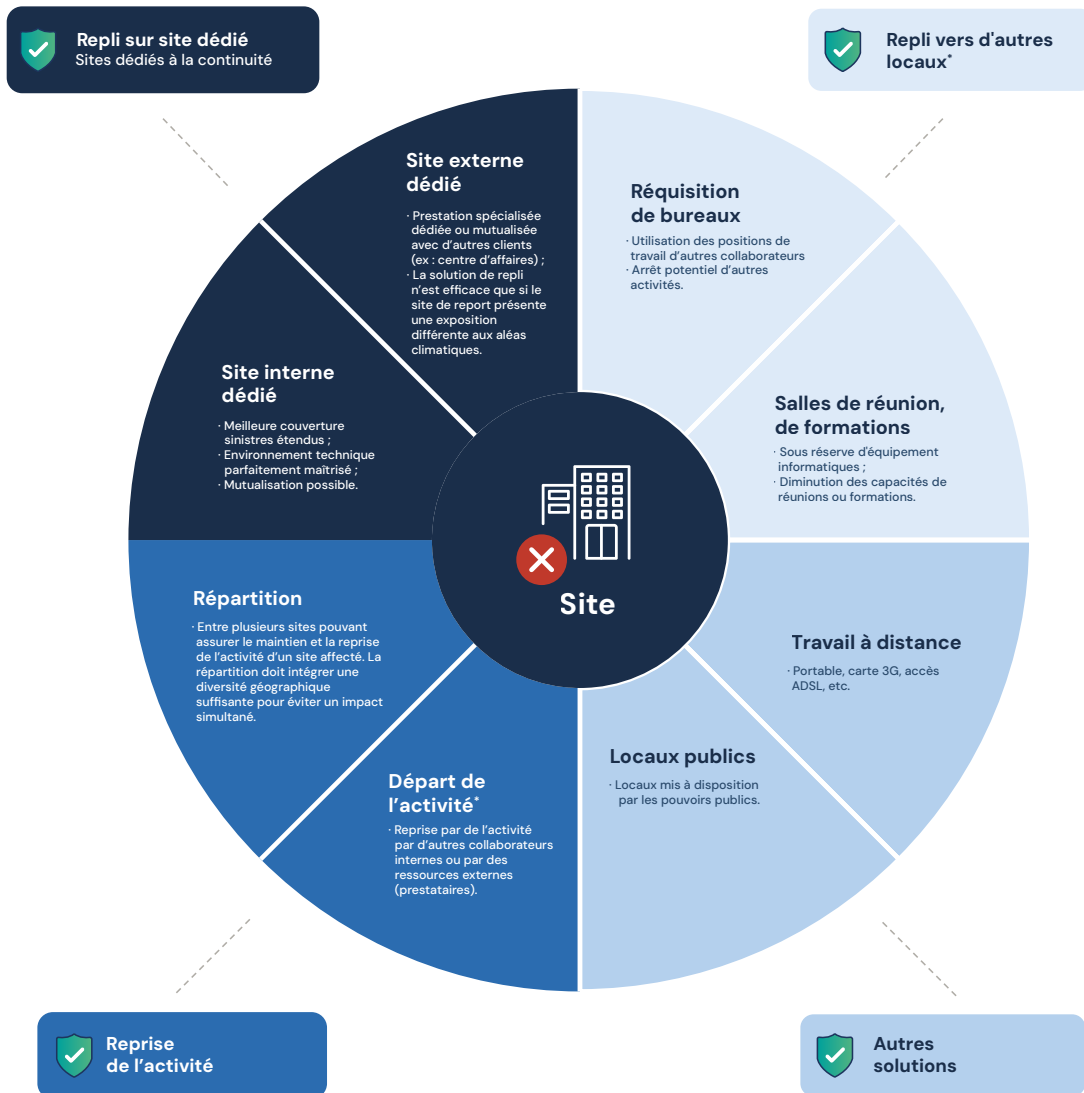 Repli sur site dédié
Sites dédiés à la continuité
Repli vers d'autres
locaux*
Site externe
dédié
· Prestation spécialisée
dédiée ou mutualisée
avec d'autres clients
(ex : centre d'affaires) ;
· La solution de repli
n'est efficace que si le
site de report présente
une exposition
différente aux aléas
climatiques.
Réquisition
de bureaux
· Utilisation des positions de
travail d'autres collaborateurs
· Arrêt potentiel d'autres
activités.
Site interne
dédié
· Meilleure couverture
sinistres étendus ;
· Environnement technique
parfaitement maîtrisé ;
· Mutualisation possible.
Salles de réunion,
de formations
· Sous réserve d'équipement
informatiques ;
· Diminution des capacités de
réunions ou formations.
Site
Répartition
· Entre plusieurs sites pouvant
assurer le maintien et la reprise
de l'activité d'un site affecté. La
répartition doit intégrer une
diversité géographique
suffisante pour éviter un impact
simultané.
Travail à distance
· Portable, carte 3G, accès
ADSL, etc.
Départ de
l'activité*
· Reprise par de l'activité
par d'autres collaborateurs
internes ou par des
ressources externes
(prestataires).
Locaux publics
· Locaux mis à disposition
par les pouvoirs publics.
Reprise
de l'activité
Autres
solutions